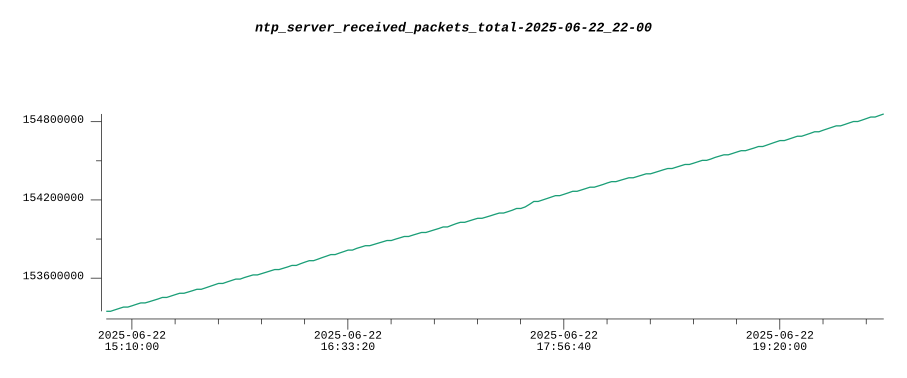 ntp_server_received_packets_total-2025-06-22_22-00
154800000
154200000
153600000
2025-06-22 2025-06-22 2025-06-22 2025-06-22
15:10:00 16:33:20 17:56:40 19:20:00